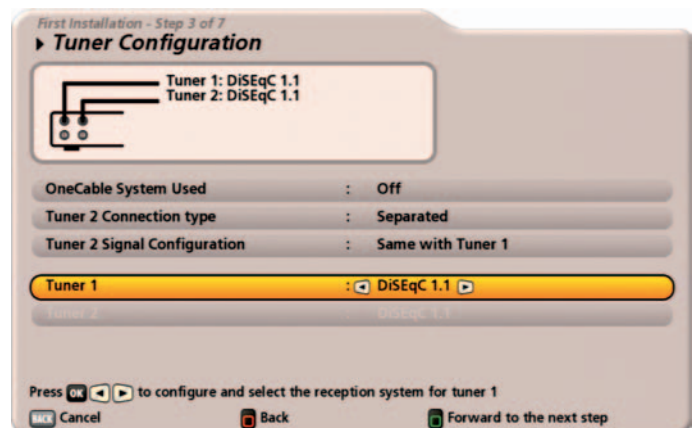 First Installation - Step 3 of 7
Tuner Configuration
Tuner 1: DiSEqC 1.1
Tuner 2: DiSEqC 1.1
OneCable System Used : Off
Tuner 2 Connection type : Separated
Tuner 2 Signal Configuration : Same with Tuner 1
Tuner 1 : DiSEqC 1.1
Tuner 2 : DiSEqC 1.1
Press OK to configure and select the reception system for tuner 1
BACK Cancel Back Forward to the next step